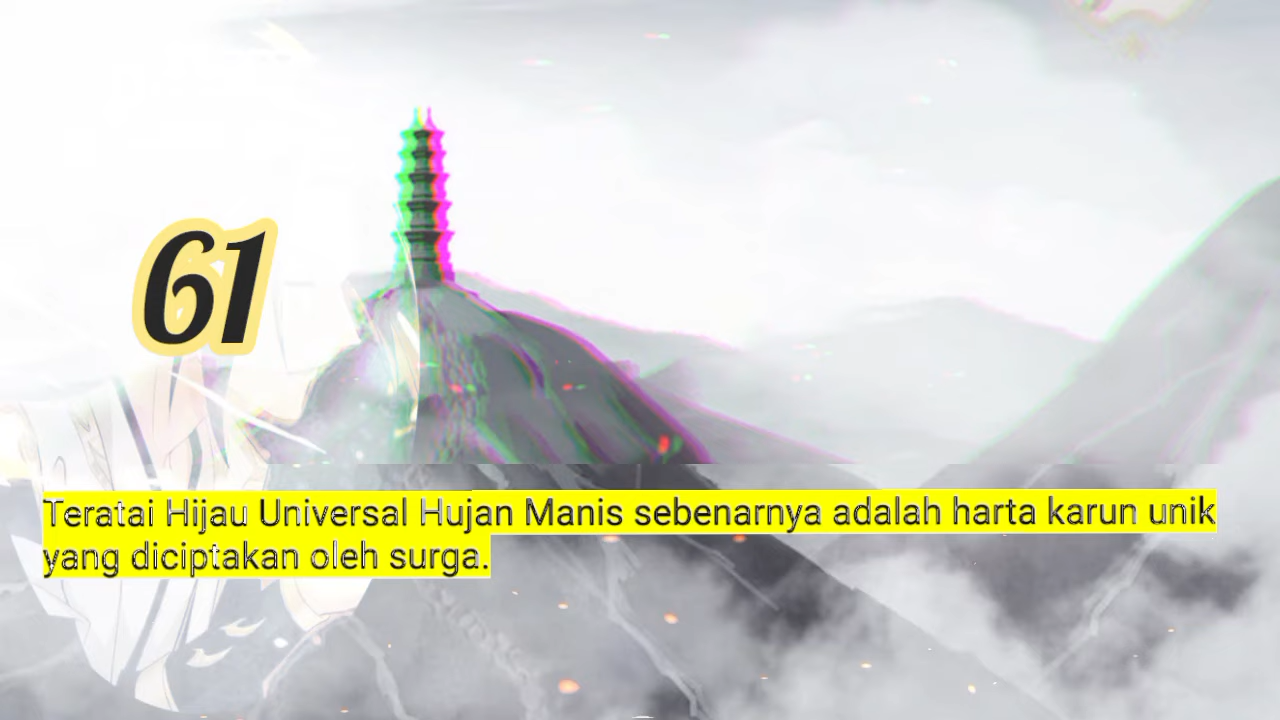 61
Teratai Hijau Universal Hujan Manis sebenarnya adalah harta karun unik
yang diciptakan oleh surga.